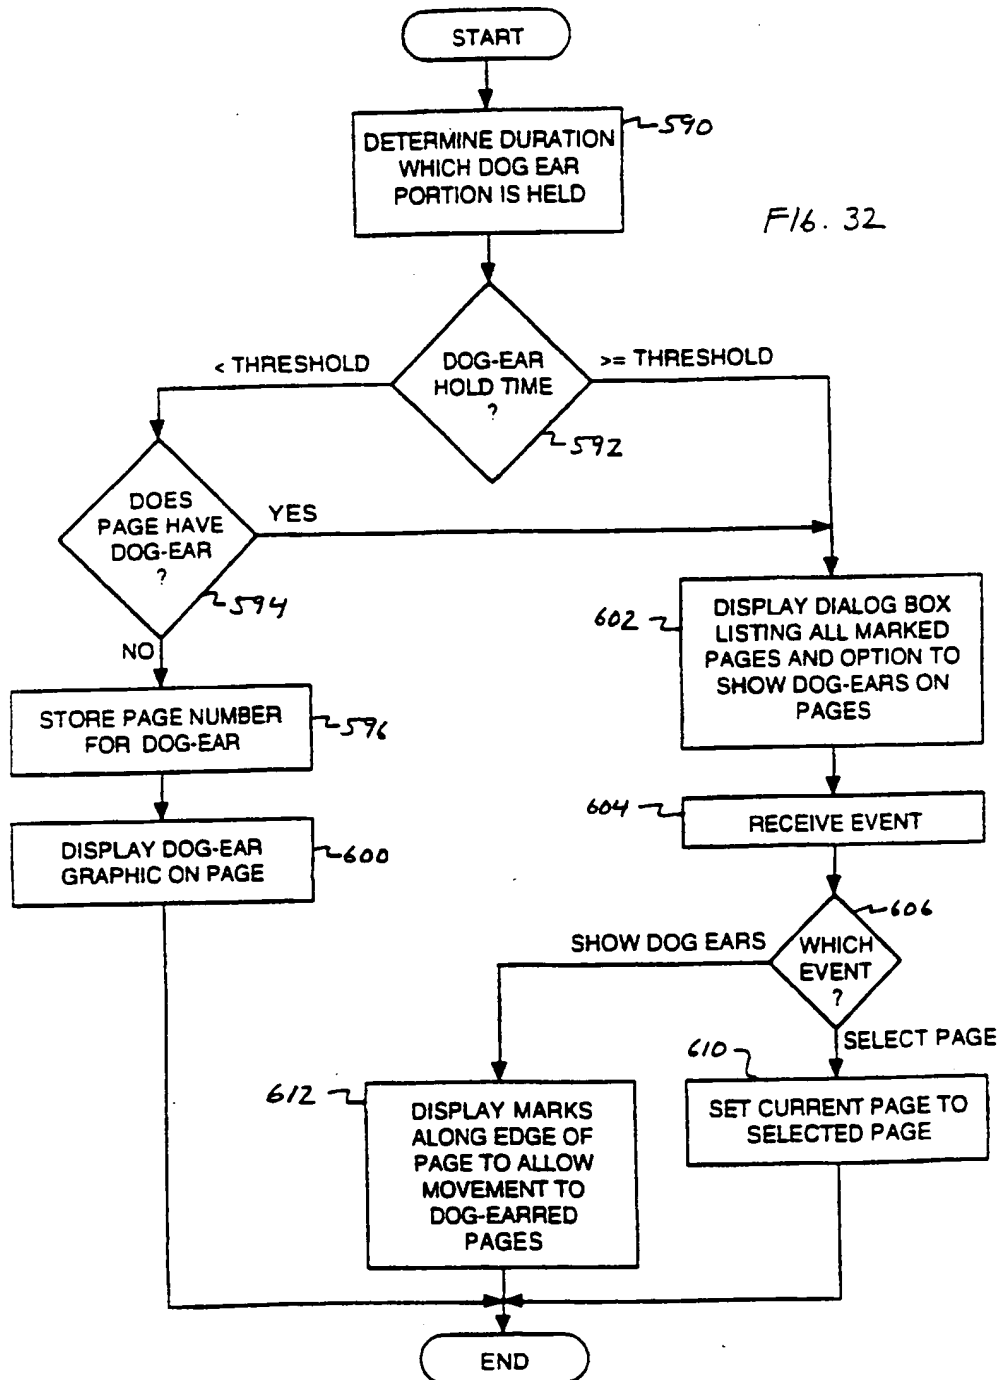 START
DETERMINE DURATION
WHICH DOG EAR
PORTION IS HELD
590
FIG. 32
< THRESHOLD
DOG-EAR
HOLD TIME
?
>= THRESHOLD
592
DOES
PAGE HAVE
DOG-EAR
?
YES
594
NO
602
DISPLAY DIALOG BOX
LISTING ALL MARKED
PAGES AND OPTION TO
SHOW DOG-EARS ON
PAGES
STORE PAGE NUMBER
FOR DOG-EAR
596
604
RECEIVE EVENT
DISPLAY DOG-EAR
GRAPHIC ON PAGE
600
606
SHOW DOG EARS
WHICH
EVENT
?
SELECT PAGE
610
612
DISPLAY MARKS
ALONG EDGE OF
PAGE TO ALLOW
MOVEMENT TO
DOG-EARRED
PAGES
SET CURRENT PAGE TO
SELECTED PAGE
END